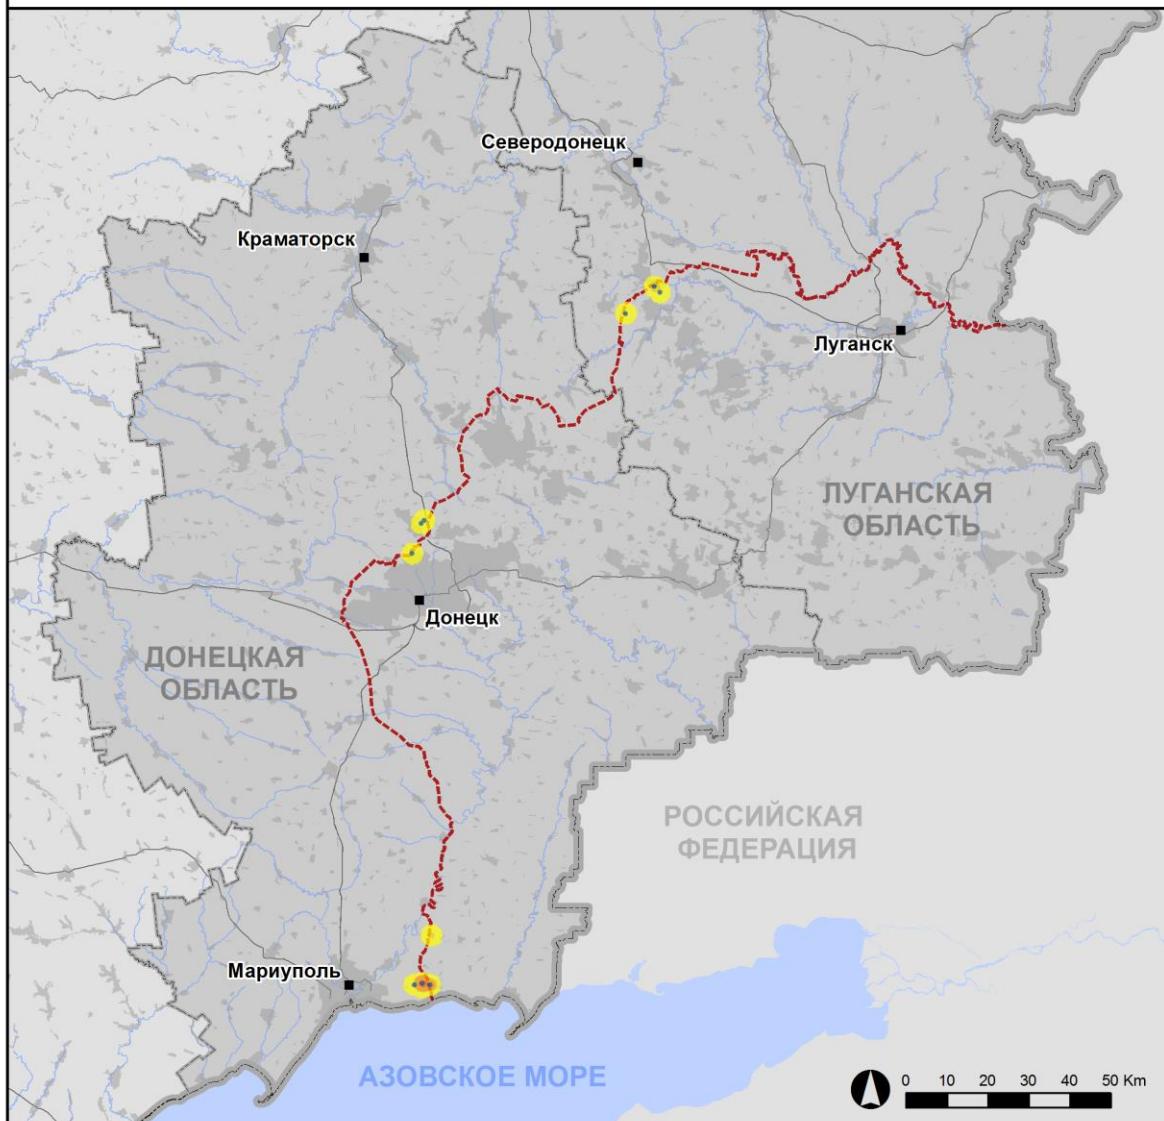 Северодонецк
Краматорск
Луганск
ЛУГАНСКАЯ
ОБЛАСТЬ
Донецк
ДОНЕЦКАЯ
ОБЛАСТЬ
РОССИЙСКАЯ
ФЕДЕРАЦИЯ
Мариуполь
АЗОВСКОЕ МОРЕ
0 10 20 30 40 50 Km